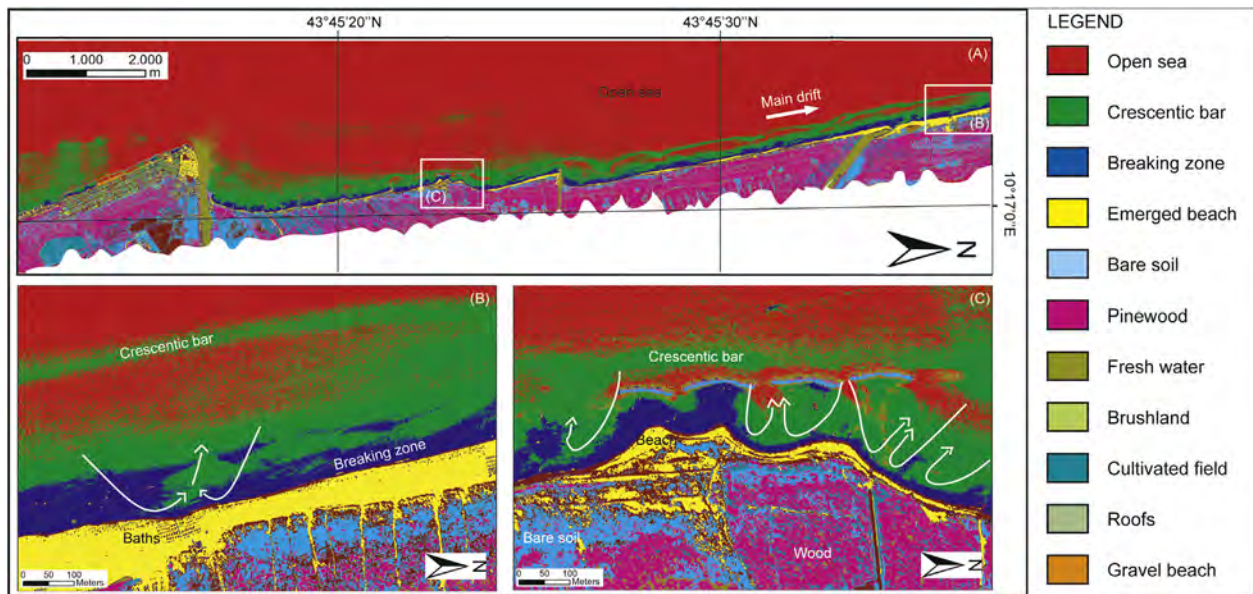 43°45'20''N
43°45'30''N
0
1.000
2.000
m
(A)
Open sea
Main drift
(B)
(C)
10°17'0''E
N
(B)
Crescentic bar
Breaking zone
Baths
0
50
100
Meters
N
(C)
Crescentic bar
Beach
Bare soil
Wood
0
50
100
Meters
N
LEGEND
Open sea
Crescentic bar
Breaking zone
Emerged beach
Bare soil
Pinewood
Fresh water
Brushland
Cultivated field
Roofs
Gravel beach